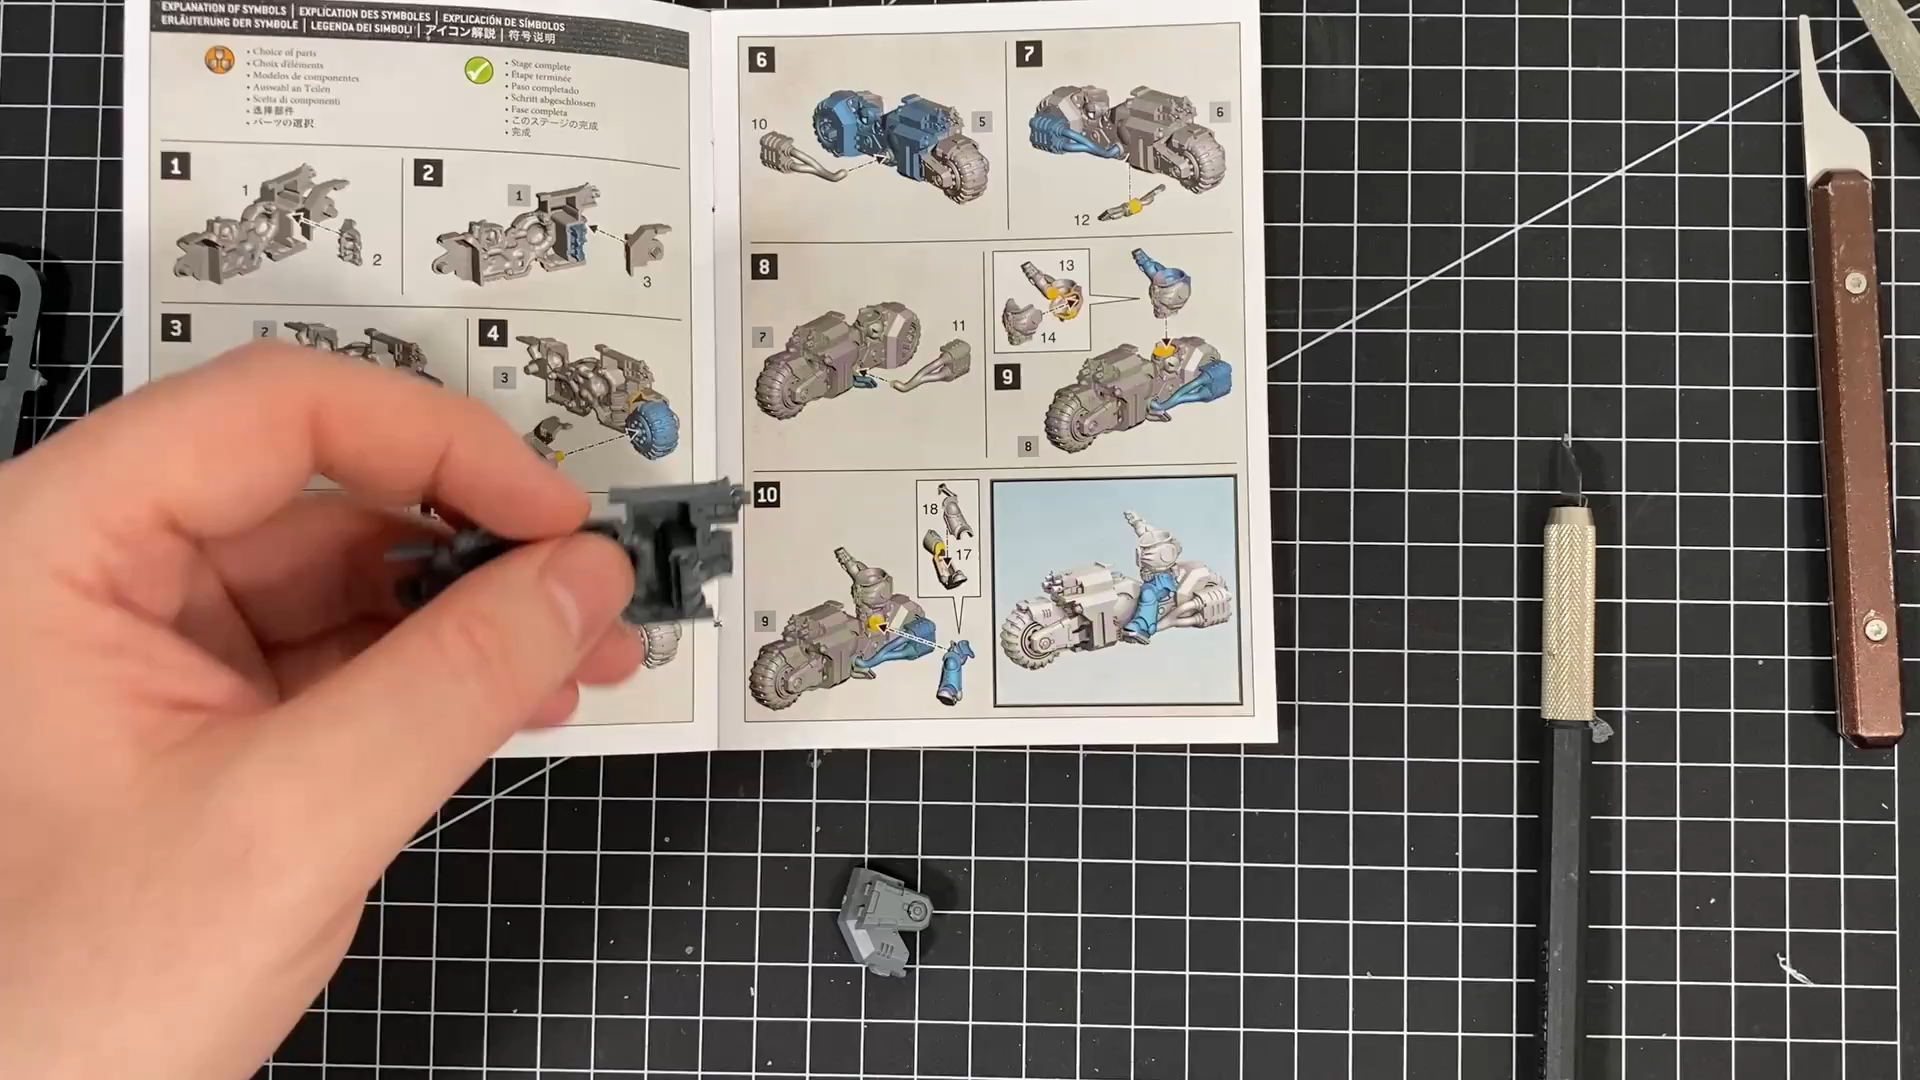 EXPLANATION OF SYMBOLS | EXPLICATION DES SYMBOLES | EXPLICACIÓN DE SÍMBOLOS
ERLÄUTERUNG DER SYMBOLE | LEGENDA DEI SIMBOLI | アイコン解説 | 符号说明
• Choice of parts
• Choix d'éléments
• Modelos de componentes
• Auswahl an Teilen
• Scelta di componenti
• 选择部件
• パーツの選択
• Stage complete
• Étape terminée
• Paso completado
• Schritt abgeschlossen
• Fase completa
• このステージの完成
• 完成
1
1
2
2
1
3
3
2
4
3
6
10
5
7
6
12
8
7
11
13
14
9
8
10
18
17
9